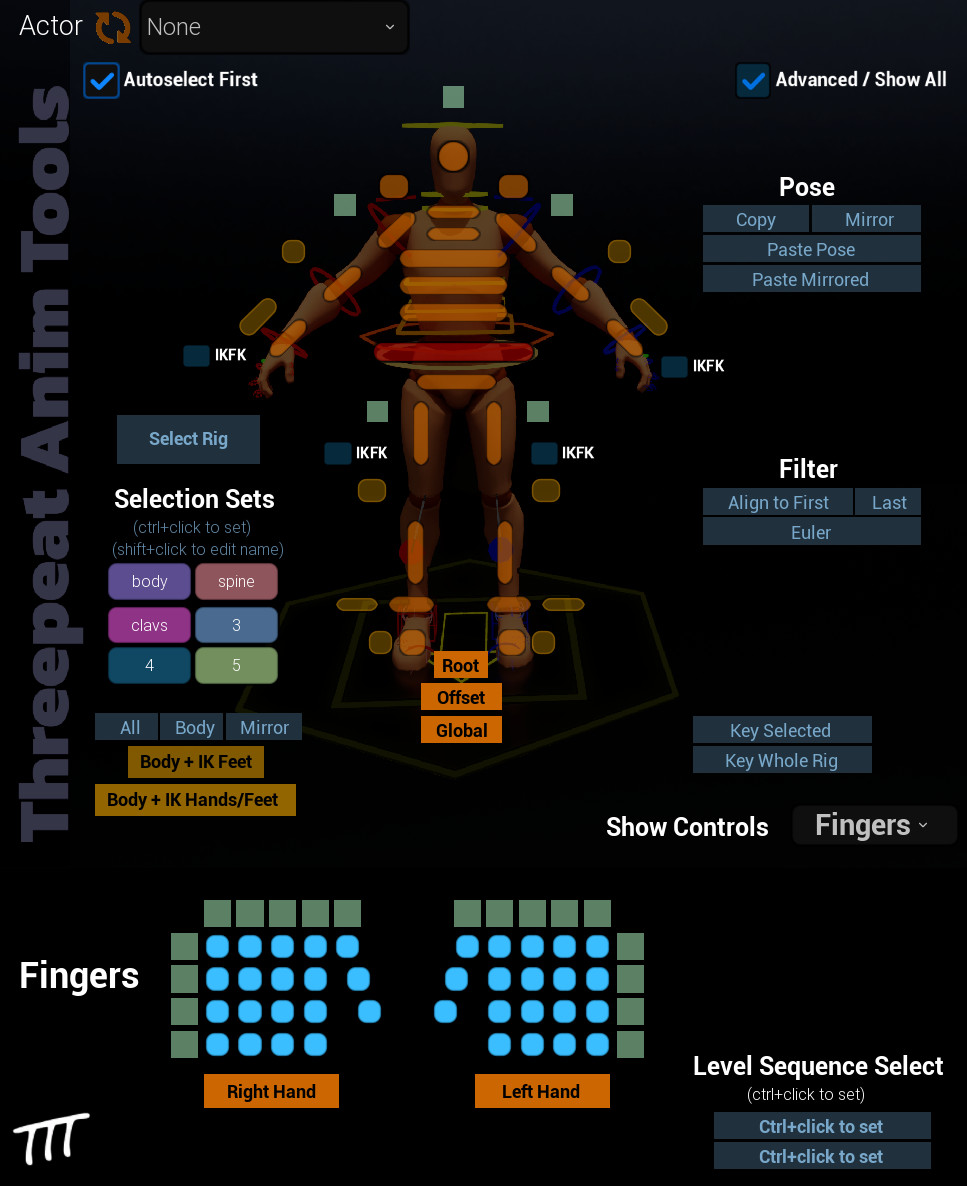 Actor
None
Autoselect First
Advanced / Show All
Threepeat Anim Tools
Pose
Copy
Mirror
Paste Pose
Paste Mirrored
IKFK
IKFK
Select Rig
IKFK
IKFK
Filter
Align to First
Last
Euler
Selection Sets
(ctrl+click to set)
(shift+click to edit name)
body
spine
clavs
3
4
5
Root
Offset
Global
All
Body
Mirror
Body + IK Feet
Body + IK Hands/Feet
Key Selected
Key Whole Rig
Show Controls
Fingers
Fingers
Right Hand
Left Hand
Level Sequence Select
(ctrl+click to set)
Ctrl+click to set
Ctrl+click to set
TTT